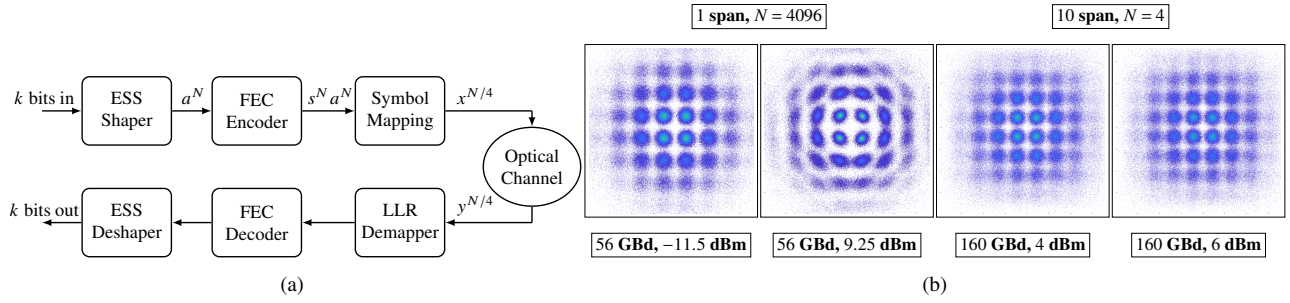 k bits in
ESS
Shaper
a^N
FEC
Encoder
s^N a^N
Symbol
Mapping
x^{N/4}
Optical
Channel
y^{N/4}
LLR
Demapper
FEC
Decoder
ESS
Deshaper
k bits out
(a)
1 span, N = 4096
10 span, N = 4
56 GBd, −11.5 dBm
56 GBd, 9.25 dBm
160 GBd, 4 dBm
160 GBd, 6 dBm
(b)